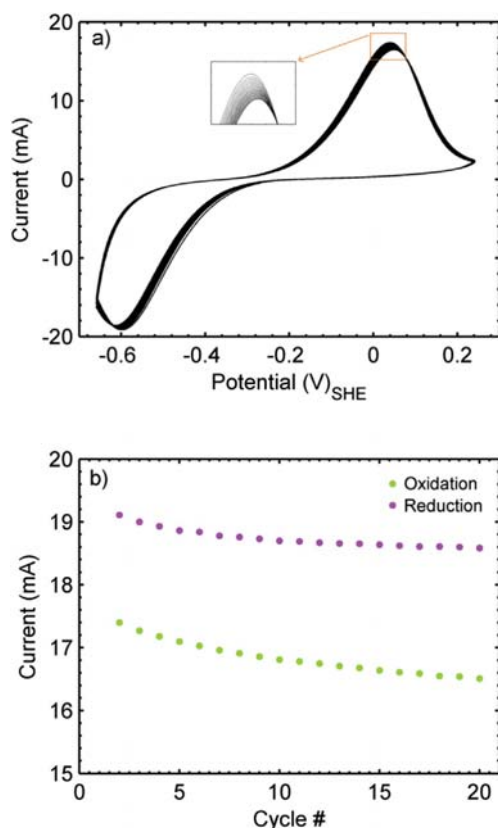 a)
20
10
0
-10
-20
Current (mA)
-0.6
-0.4
-0.2
0
0.2
Potential (V)SHE
b)
Oxidation
Reduction
20
19
18
17
16
15
Current (mA)
0
5
10
15
20
Cycle #